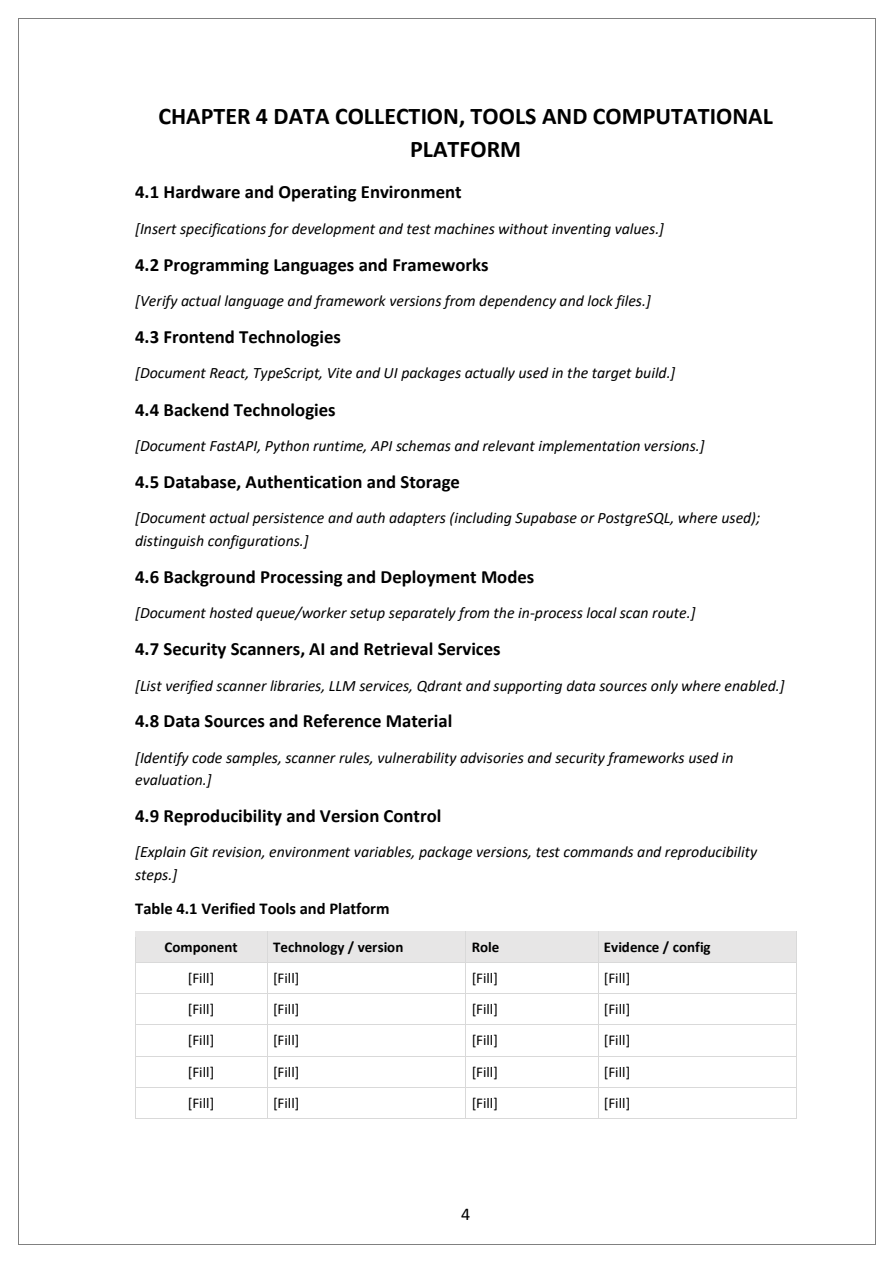 CHAPTER 4 DATA COLLECTION, TOOLS AND COMPUTATIONAL
PLATFORM
4.1 Hardware and Operating Environment
[Insert specifications for development and test machines without inventing values.]
4.2 Programming Languages and Frameworks
[Verify actual language and framework versions from dependency and lock files.]
4.3 Frontend Technologies
[Document React, TypeScript, Vite and UI packages actually used in the target build.]
4.4 Backend Technologies
[Document FastAPI, Python runtime, API schemas and relevant implementation versions.]
4.5 Database, Authentication and Storage
[Document actual persistence and auth adapters (including Supabase or PostgreSQL, where used);
distinguish configurations.]
4.6 Background Processing and Deployment Modes
[Document hosted queue/worker setup separately from the in-process local scan route.]
4.7 Security Scanners, AI and Retrieval Services
[List verified scanner libraries, LLM services, Qdrant and supporting data sources only where enabled.]
4.8 Data Sources and Reference Material
[Identify code samples, scanner rules, vulnerability advisories and security frameworks used in
evaluation.]
4.9 Reproducibility and Version Control
[Explain Git revision, environment variables, package versions, test commands and reproducibility
steps.]
Table 4.1 Verified Tools and Platform
Component Technology / version Role Evidence / config
[Fill] [Fill] [Fill] [Fill]
[Fill] [Fill] [Fill] [Fill]
[Fill] [Fill] [Fill] [Fill]
[Fill] [Fill] [Fill] [Fill]
[Fill] [Fill] [Fill] [Fill]
4